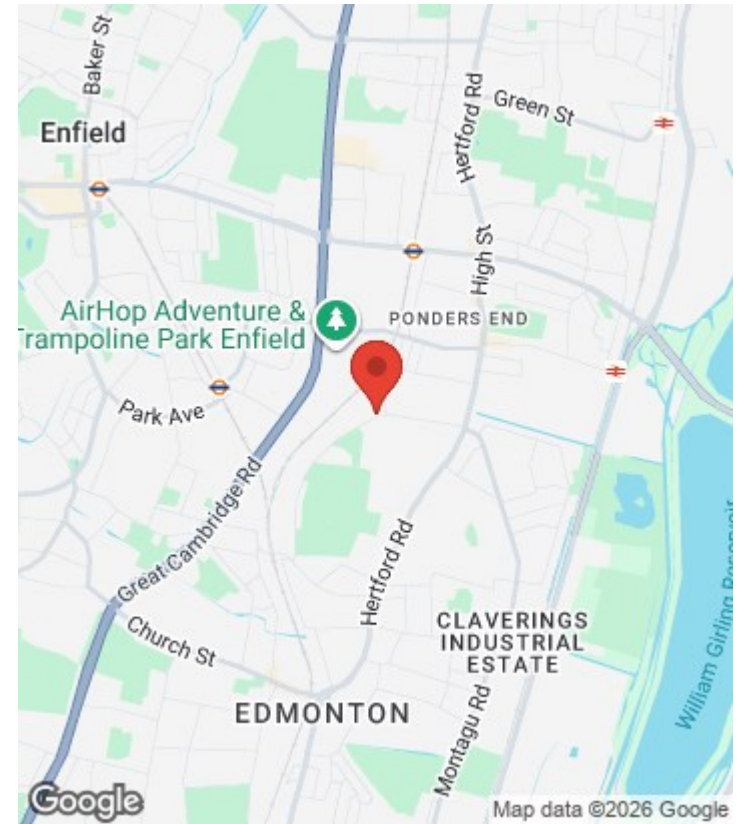 Baker St
Hertford Rd
Green St
Enfield
High St
AirHop Adventure &
Trampoline Park Enfield
PONDERS END
Park Ave
Great Cambridge Rd
Hertford Rd
William Girling Reservoir
CLAVERINGS
INDUSTRIAL
ESTATE
Church St
EDMONTON
Montagu Rd
Google
Map data ©2026 Google